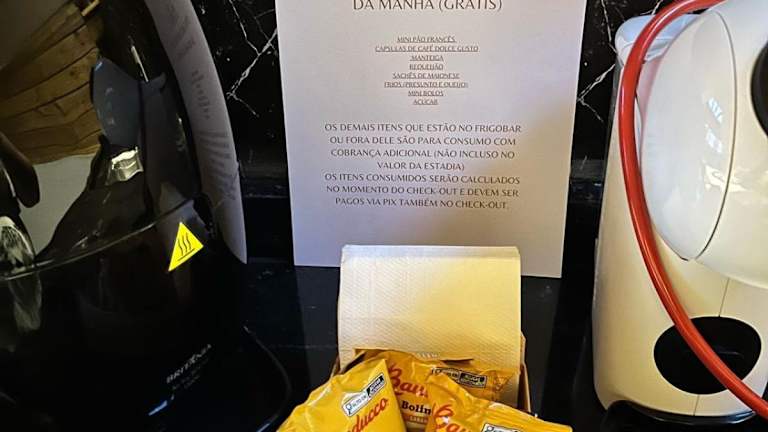 DA MANHÃ (GRÁTIS)
MINI PÃO FRANCÊS
CAPSULAS DE CAFÉ DOLCE GUSTO
MANTEIGA
REQUEIJÃO
SACHÊS DE MAIONESE
FRIOS (PRESUNTO E QUEIJO)
MINI BOLOS
AÇÚCAR
OS DEMAIS ITENS QUE ESTÃO NO FRIGOBAR
OU FORA DELE SÃO PARA CONSUMO COM
COBRANÇA ADICIONAL (NÃO INCLUSO NO
VALOR DA ESTADIA)
OS ITENS CONSUMIDOS SERÃO CALCULADOS
NO MOMENTO DO CHECK-OUT E DEVEM SER
PAGOS VIA PIX TAMBÉM NO CHECK-OUT.
BRITÂNIA